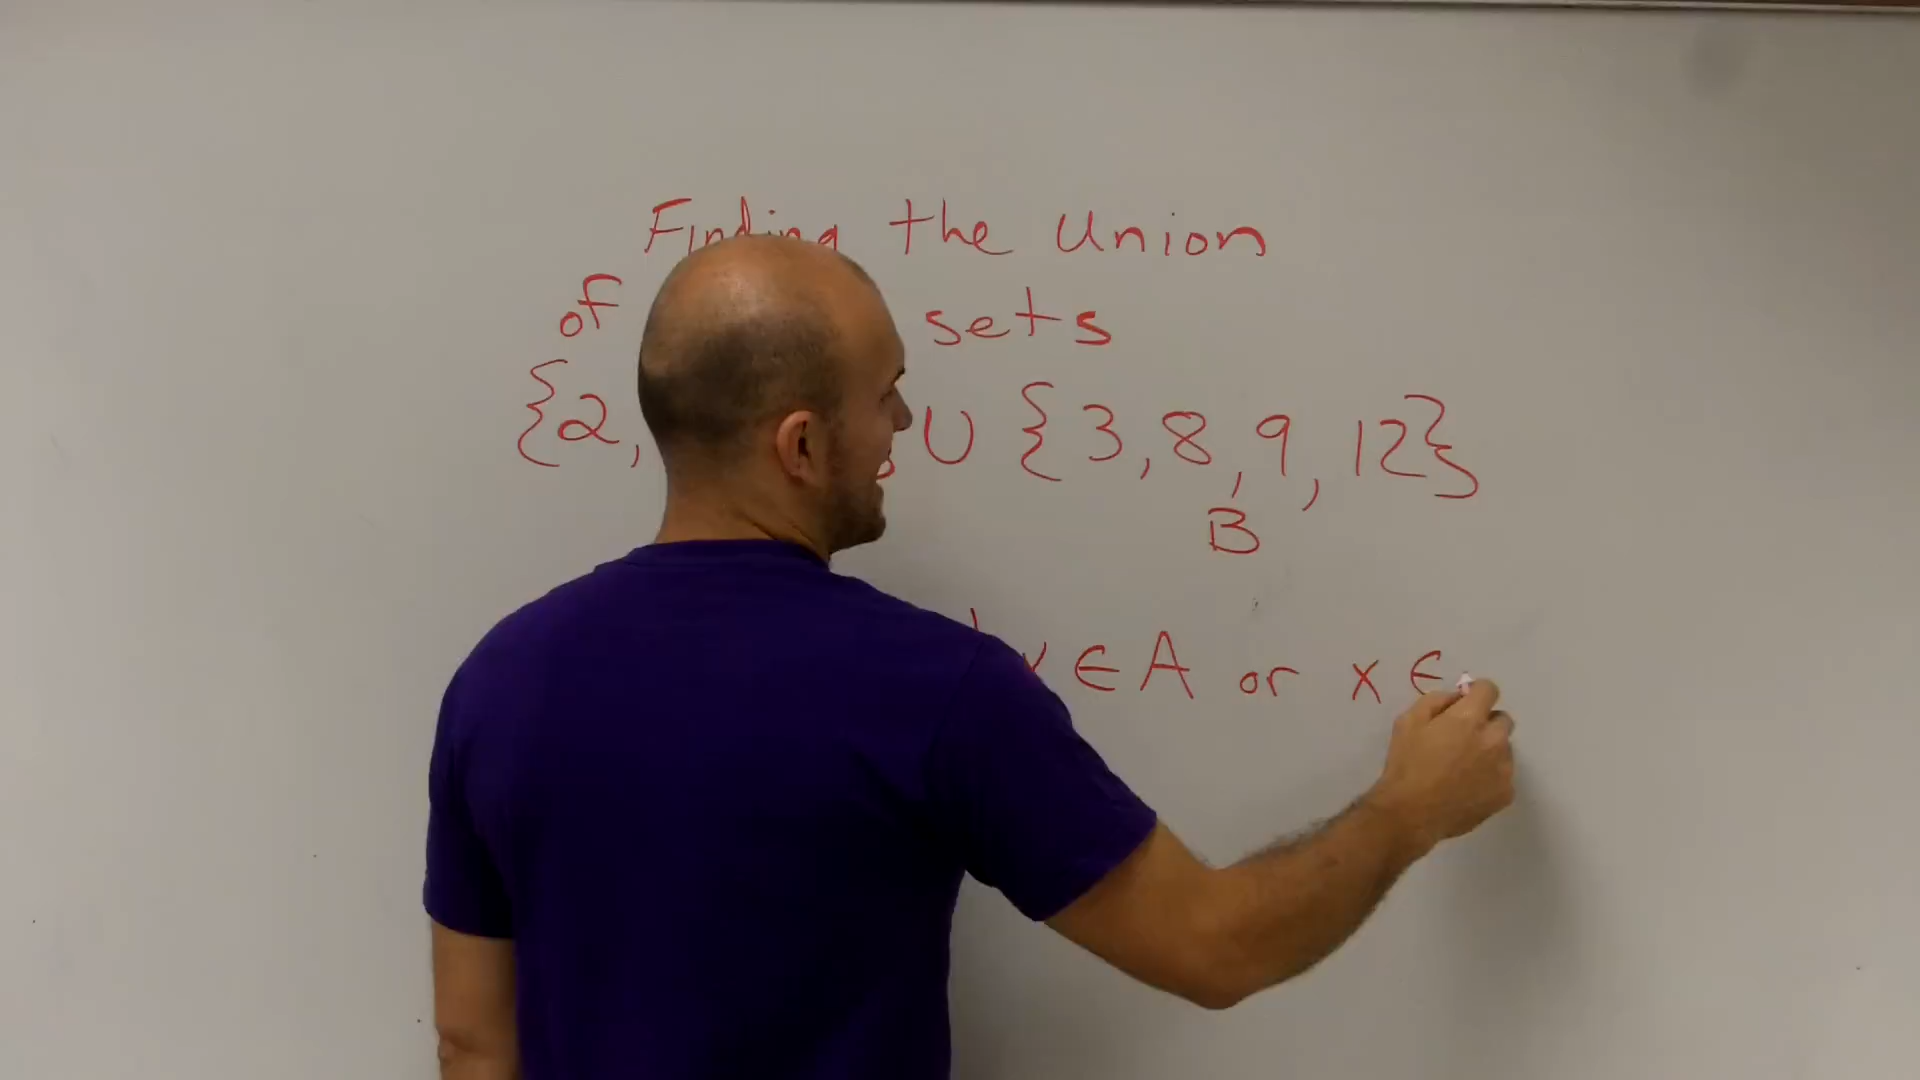 Finding the Union
of sets
{2, ∪ {3,8,9,12}
B
∈ A or x ∈